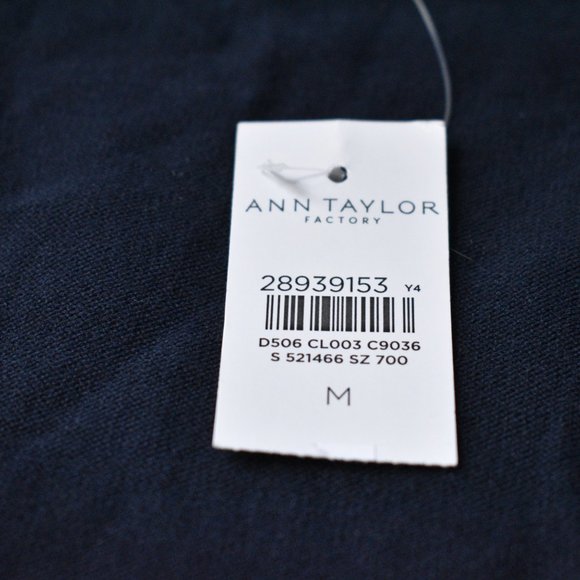 ANN TAYLOR
FACTORY
28939153 Y4
D506 CL003 C9036
S 521466 SZ 700
M